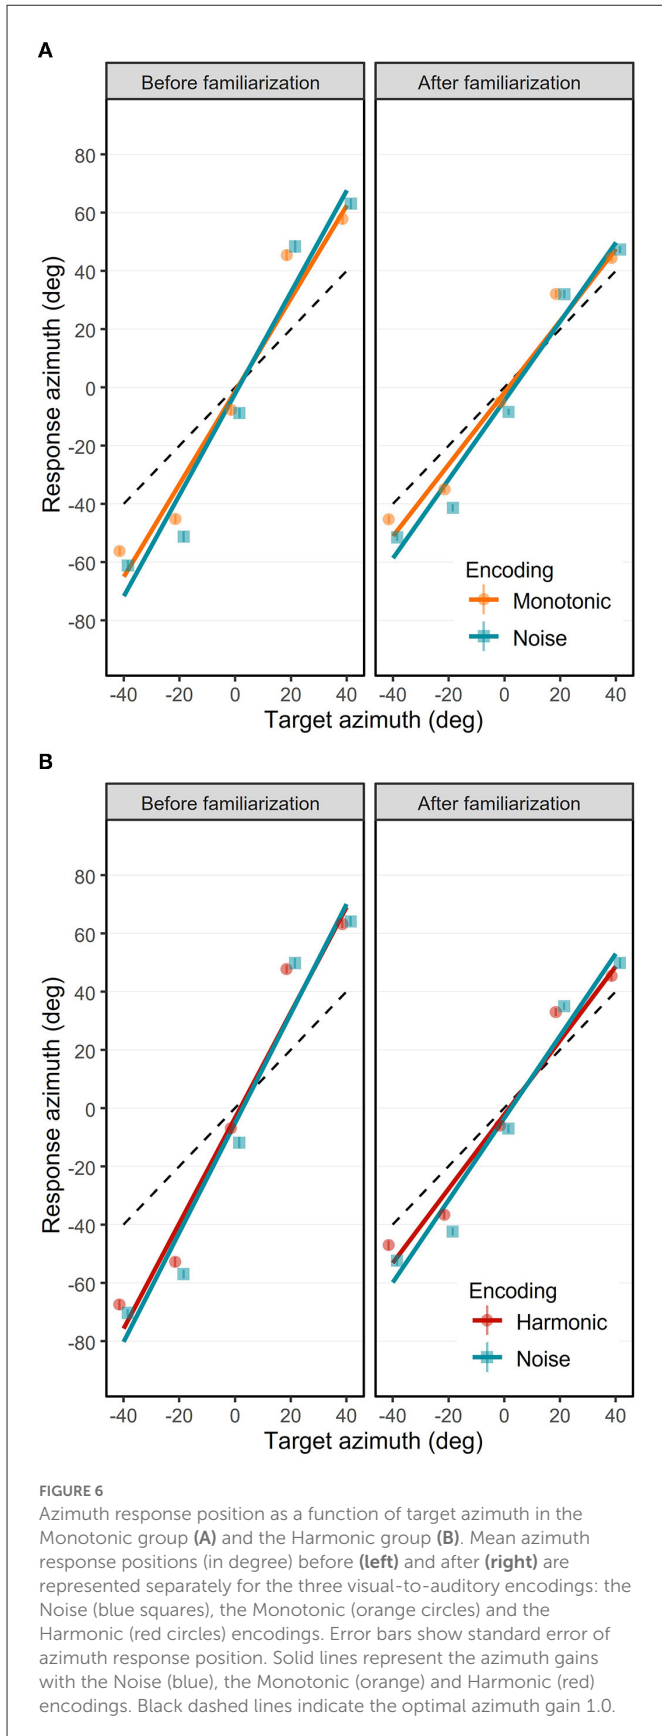 A
Before familiarization
After familiarization
80
60
40
20
0
-20
-40
-60
-80
Response azimuth (deg)
Encoding
Monotonic
Noise
-40 -20 0 20 40 -40 -20 0 20 40
Target azimuth (deg)
B
Before familiarization
After familiarization
80
60
40
20
0
-20
-40
-60
-80
Response azimuth (deg)
Encoding
Harmonic
Noise
-40 -20 0 20 40 -40 -20 0 20 40
Target azimuth (deg)
FIGURE 6
Azimuth response position as a function of target azimuth in the
Monotonic group (A) and the Harmonic group (B). Mean azimuth
response positions (in degree) before (left) and after (right) are
represented separately for the three visual-to-auditory encodings: the
Noise (blue squares), the Monotonic (orange circles) and the
Harmonic (red circles) encodings. Error bars show standard error of
azimuth response position. Solid lines represent the azimuth gains
with the Noise (blue), the Monotonic (orange) and Harmonic (red)
encodings. Black dashed lines indicate the optimal azimuth gain 1.0.